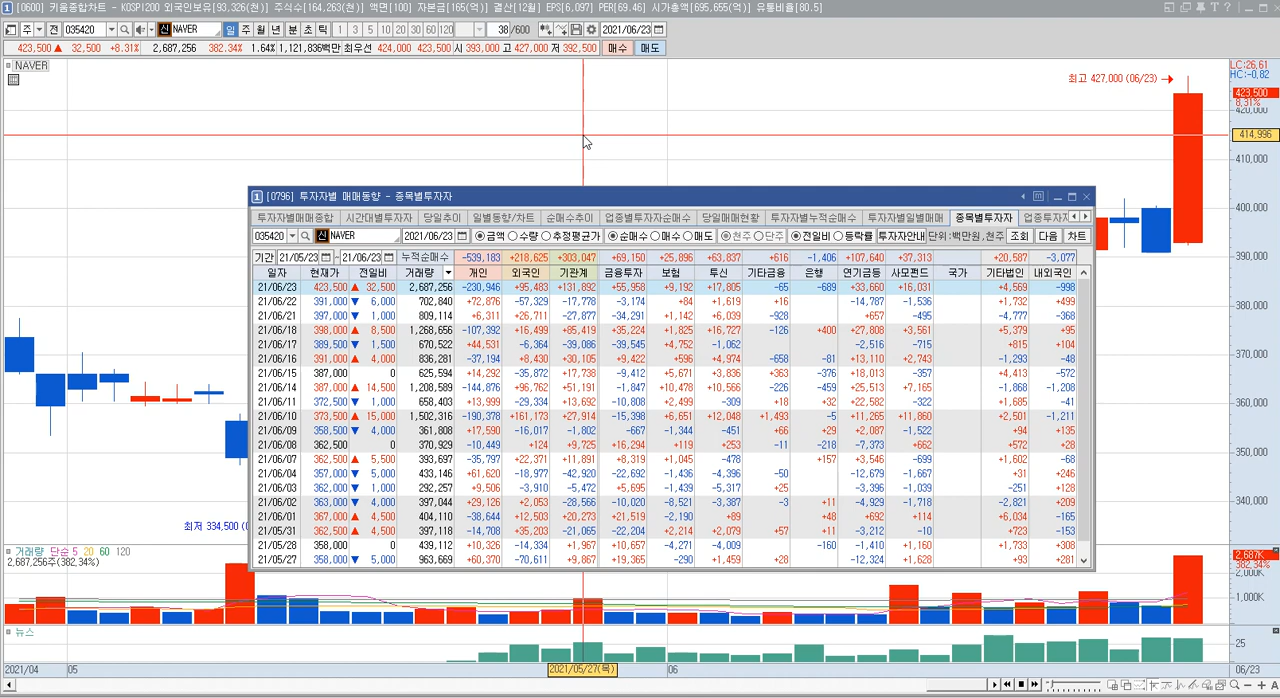 [0600] 키움종합차트 - KOSPI200 외국인보유[93,326(천)] 주식수[164,263(천)] 액면[100] 자본금[165(억)] 결산[12월] EPS[6,097] PER[69.46] 시가총액[695,655(억)] 유통비율[80.5]
주 전 035420 신 NAVER 일 주 월 년 분 초 틱 1 3 5 10 20 30 60 120 38 /600 2021/06/23
423,500 ▲ 32,500 +8.31% 2,687,256 382.34% 1.64% 1,121,836백만 최우선 424,000 423,500 시 393,000 고 427,000 저 392,500 매수 매도
NAVER
LC:26.61
HC:-0.82
최고 427,000 (06/23) →
423,500
8.31%
420,000
414,996
410,000
400,000
390,000
380,000
370,000
360,000
350,000
340,000
최저 334,500 (0
[0796] 투자자별 매매동향 - 종목별투자자
투자자별매매종합 시간대별투자자 당일추이 일별동향/차트 순매수추이 업종별투자자순매수 당일매매현황 투자자별누적순매수 투자자별일별매매 종목별투자자 업종투자자
035420 신 NAVER 2021/06/23 금액 수량 추정평균가 순매수 매수 매도 천주 단주 전일비 등락률 투자자안내 단위:백만원,천주 조회 다음 차트
기간 21/05/23 - 21/06/23 누적순매수 -539,183 +218,625 +303,047 +69,150 +25,896 +63,837 +616 -1,406 +107,640 +37,313 +20,587 -3,077
일자 현재가 전일비 거래량 개인 외국인 기관계 금융투자 보험 투신 기타금융 은행 연기금등 사모펀드 국가 기타법인 내외국인
21/06/23 423,500 ▲ 32,500 2,687,256 -230,946 +95,483 +131,892 +55,958 +9,192 +17,805 -65 -689 +33,660 +16,031 +4,569 -998
21/06/22 391,000 ▼ 6,000 702,840 +72,876 -57,329 -17,778 -3,174 +84 +1,619 +16 -14,787 -1,536 +1,732 +499
21/06/21 397,000 ▼ 1,000 809,114 +6,311 +26,711 -27,877 -34,291 +1,142 +6,039 -928 +657 -495 -4,777 -368
21/06/18 398,000 ▲ 8,500 1,268,656 -107,392 +16,499 +85,419 +35,224 +1,825 +16,727 -126 +400 +27,808 +3,561 +5,379 +95
21/06/17 389,500 ▼ 1,500 670,522 +44,531 -6,364 -39,086 -39,545 +4,752 -1,062 -2,516 -715 +815 +104
21/06/16 391,000 ▲ 4,000 836,281 -37,194 +8,430 +30,105 +9,422 +596 +4,974 -658 -81 +13,110 +2,743 -1,293 -48
21/06/15 387,000 0 625,594 +14,292 -35,872 +17,738 -9,412 +5,671 +3,836 +363 -376 +18,013 -357 +4,413 -572
21/06/14 387,000 ▲ 14,500 1,208,589 -144,876 +96,762 +51,191 -1,847 +10,478 +10,566 -226 -459 +25,513 +7,165 -1,868 -1,208
21/06/11 372,500 ▼ 1,000 658,403 +13,999 -29,334 +13,692 -10,808 +2,499 -309 +18 +32 +22,582 -322 +1,685 -41
21/06/10 373,500 ▲ 15,000 1,502,316 -190,378 +161,173 +27,914 -15,398 +6,651 +12,048 +1,493 -5 +11,265 +11,860 +2,501 -1,211
21/06/09 358,500 ▼ 4,000 361,808 +17,590 -16,017 -1,802 -667 -1,344 -451 +66 +29 +2,087 -1,522 +94 +135
21/06/08 362,500 0 370,929 -10,449 +124 +9,725 +16,294 +119 +253 -11 -218 -7,373 +662 +572 +28
21/06/07 362,500 ▲ 5,500 393,697 -35,797 +22,371 +11,891 +8,319 +1,045 -478 +157 +3,546 -699 +1,602 -68
21/06/04 357,000 ▼ 5,000 433,146 +61,620 -18,977 -42,920 -22,692 -1,436 -4,396 -50 -12,679 -1,667 +31 +246
21/06/03 362,000 ▼ 1,000 292,257 +9,506 -3,910 -5,472 +5,695 -1,439 -5,317 +25 -3,396 -1,039 -251 +128
21/06/02 363,000 ▼ 4,000 397,044 +29,126 +2,053 -28,566 -10,020 -8,521 -3,387 -3 +11 -4,929 -1,718 -2,821 +209
21/06/01 367,000 ▲ 4,500 404,110 -38,644 +12,503 +20,273 +21,519 -2,190 +89 +48 +692 +114 +6,034 -165
21/05/31 362,500 ▲ 4,500 397,118 -14,708 +35,203 -21,065 -22,204 +2,214 +2,079 +57 +11 -3,212 -10 +723 -153
21/05/28 358,000 0 439,112 +10,326 -14,334 +1,967 +10,657 -4,271 -4,009 -160 -1,410 +1,160 +1,733 +308
21/05/27 358,000 ▼ 5,000 963,669 +60,370 -70,611 +9,867 +19,365 -290 +1,459 +28 -12,324 +1,628 +93 +281
거래량 단순 5 20 60 120
2,687,256주(382.34%)
2,687K
382.34%
2,000K
1,000K
뉴스
25
2021/04 05 2021/05/27(목) 06 06/23